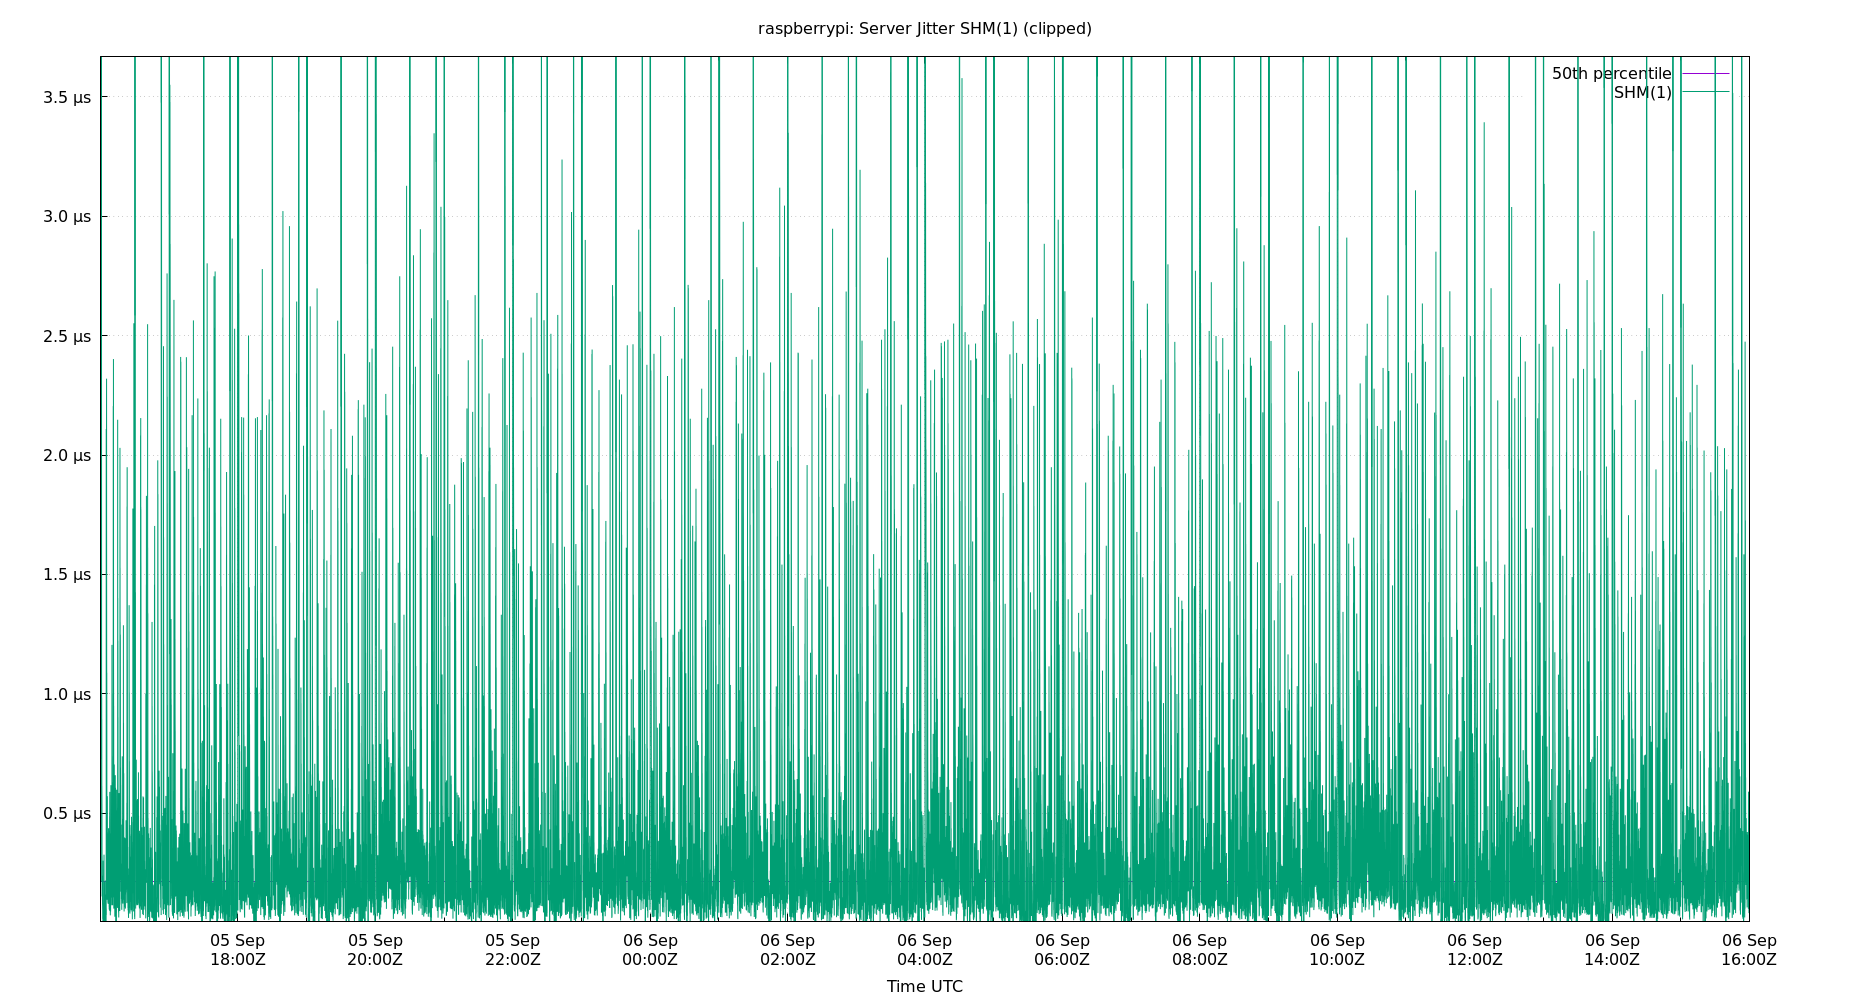 raspberrypi: Server Jitter SHM(1) (clipped)
50th percentile
SHM(1)
3.5 µs
3.0 µs
2.5 µs
2.0 µs
1.5 µs
1.0 µs
0.5 µs
05 Sep 05 Sep 05 Sep 06 Sep 06 Sep 06 Sep 06 Sep 06 Sep 06 Sep 06 Sep 06 Sep 06 Sep
18:00Z 20:00Z 22:00Z 00:00Z 02:00Z 04:00Z 06:00Z 08:00Z 10:00Z 12:00Z 14:00Z 16:00Z
Time UTC